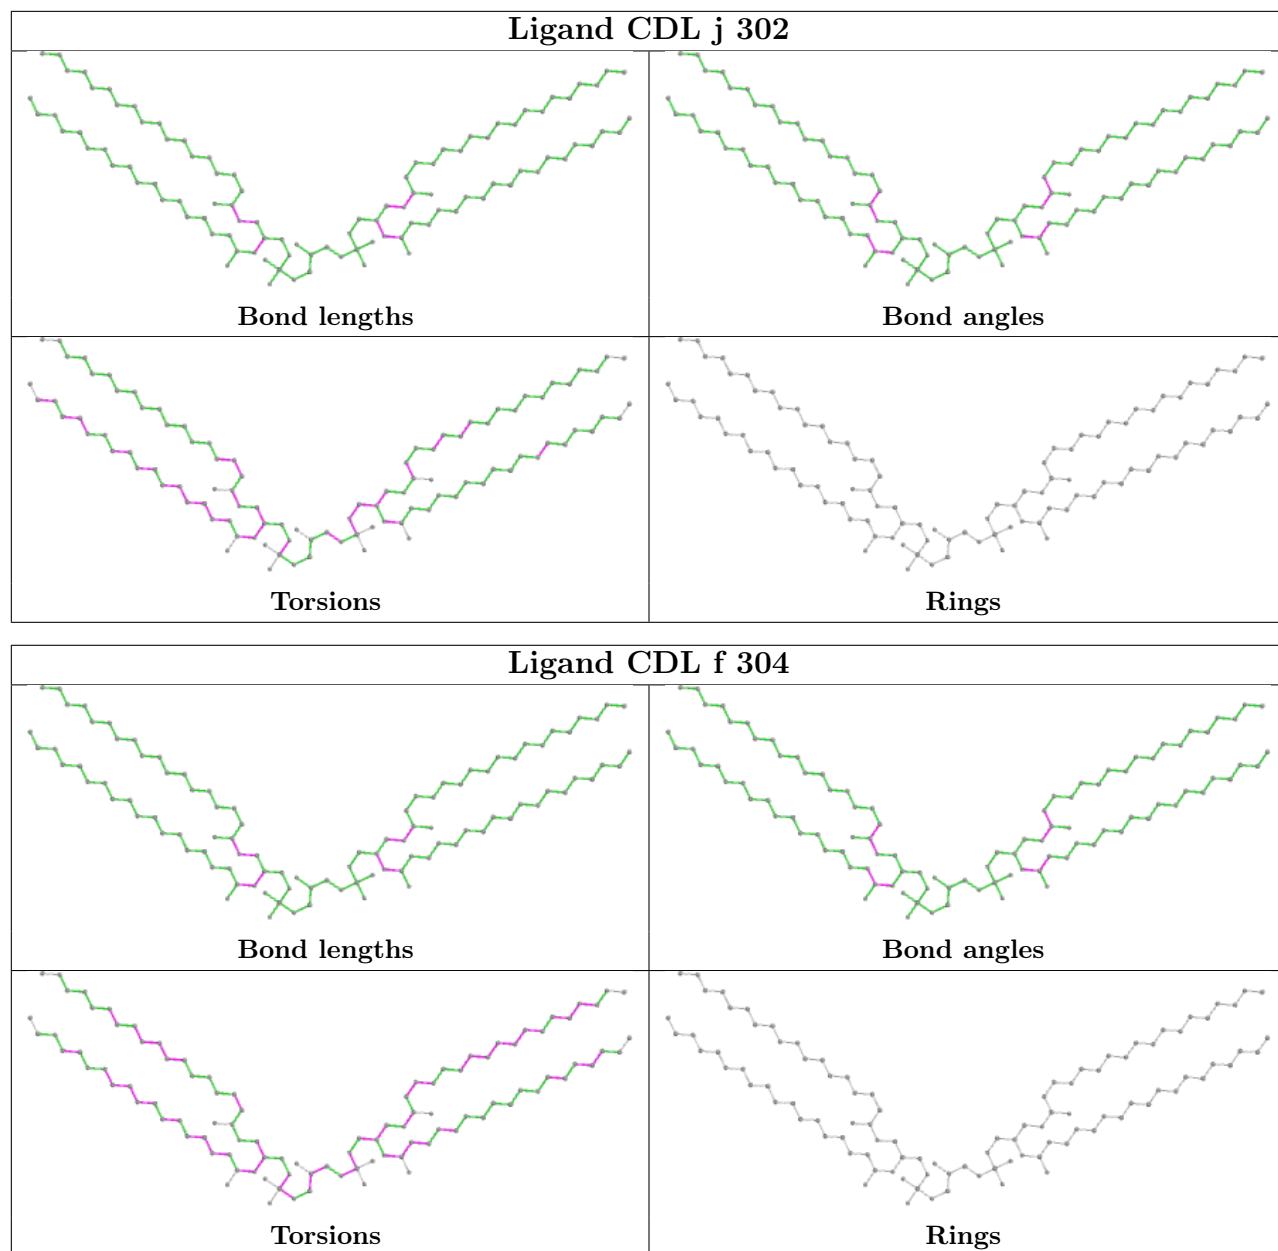 Ligand CDL j 302
Bond lengths
Bond angles
Torsions
Rings
Ligand CDL f 304
Bond lengths
Bond angles
Torsions
Rings